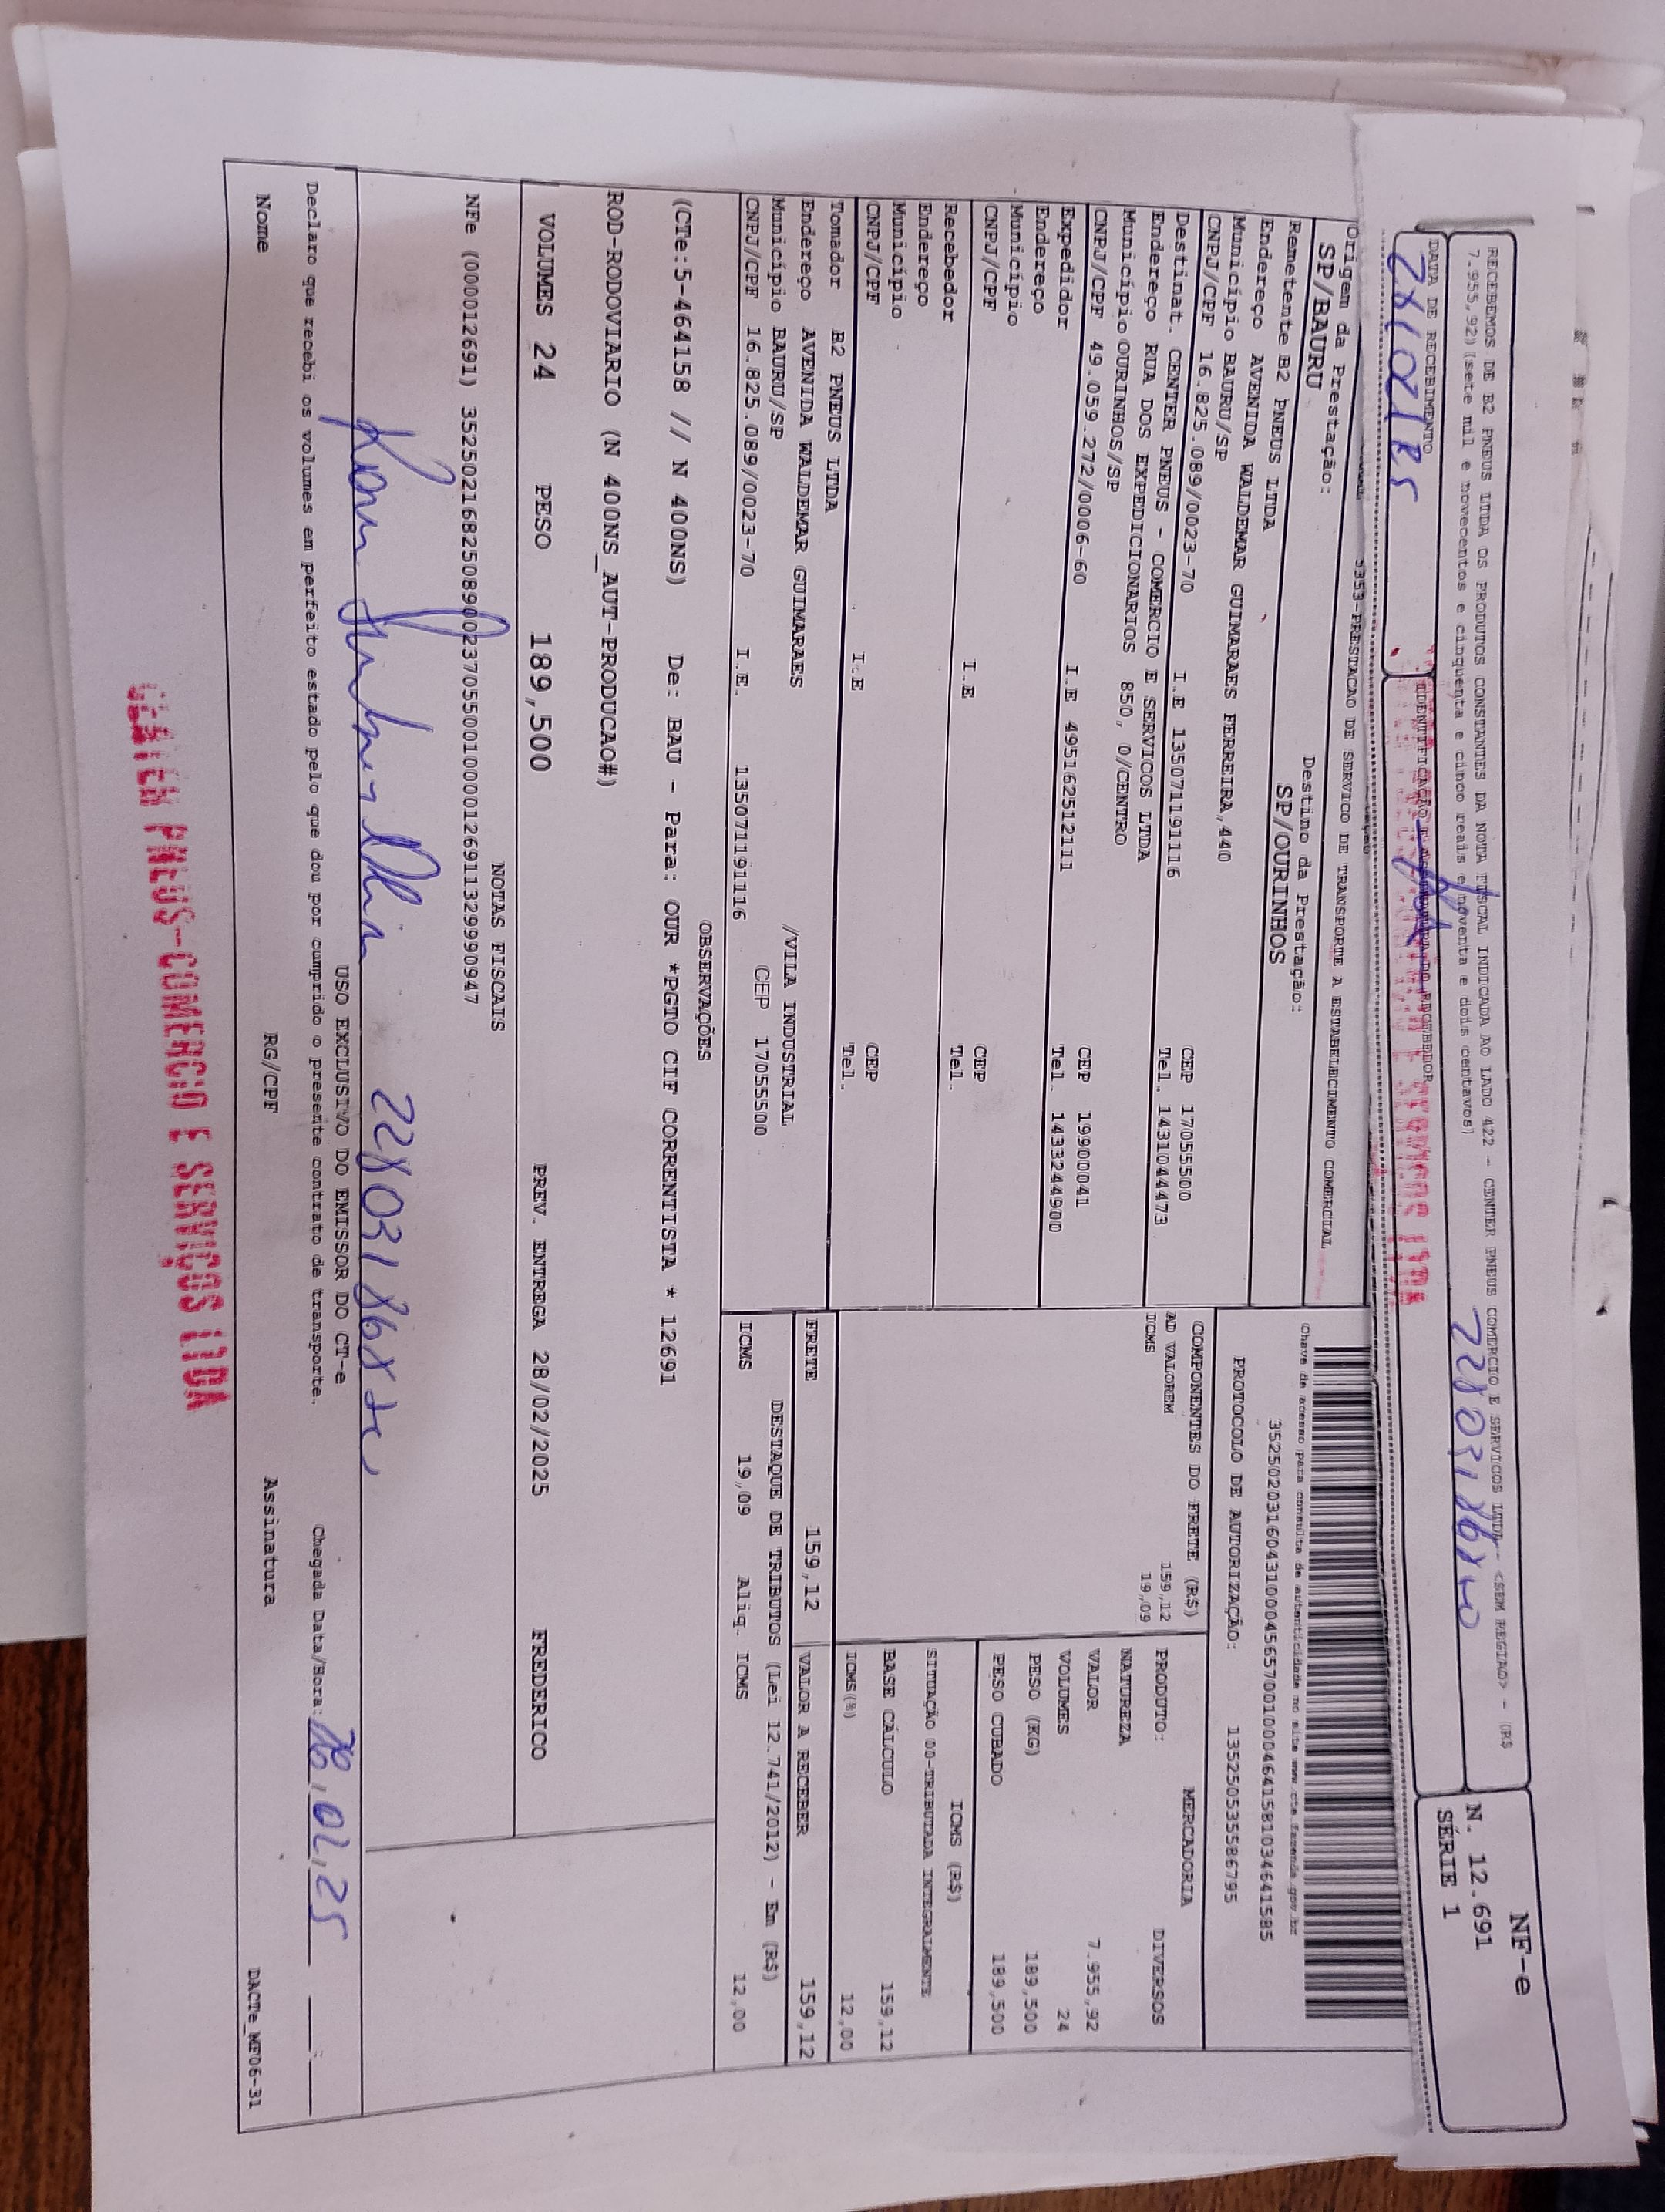 RECEBEMOS DE B2 PNEUS LTDA OS PRODUTOS CONSTANTES DA NOTA FISCAL INDICADA AO LADO 422 - CENTER PNEUS COMERCIO E SERVICOS LTDA - <SEM REGIAO> - (R$
7.955,92) (sete mil e novecentos e cinquenta e cinco reais e noventa e dois centavos)
NF-e
N. 12.691
SÉRIE 1
DATA DE RECEBIMENTO
IDENTIFICAÇÃO E ASSINATURA DO RECEBEDOR
5353-PRESTACAO DE SERVICO DE TRANSPORTE A ESTABELECIMENTO COMERCIAL
Origem da Prestação:
SP/BAURU
Destino da Prestação:
SP/OURINHOS
Chave de acesso para consulta de autenticidade no site www.cte.fazenda.gov.br
35250203160431000456570010004641581034641585
PROTOCOLO DE AUTORIZAÇÃO: 135250535586795
Remetente B2 PNEUS LTDA
Endereço AVENIDA WALDEMAR GUIMARAES FERREIRA,440
Município BAURU/SP CEP 17055500
CNPJ/CPF 16.825.089/0023-70 I.E 135071191116 Tel. 1431044473
Destinat. CENTER PNEUS - COMERCIO E SERVICOS LTDA
Endereço RUA DOS EXPEDICIONARIOS 850, 0/CENTRO
Município OURINHOS/SP CEP 19900041
CNPJ/CPF 49.059.272/0006-60 I.E 495162512111 Tel. 1433244900
Expedidor
Endereço
Município CEP
CNPJ/CPF I.E Tel.
Recebedor
Endereço
Município CEP
CNPJ/CPF I.E Tel.
Tomador B2 PNEUS LTDA
Endereço AVENIDA WALDEMAR GUIMARAES /VILA INDUSTRIAL
Município BAURU/SP CEP 17055500
CNPJ/CPF 16.825.089/0023-70 I.E. 135071191116
COMPONENTES DO FRETE (R$)
AD VALOREM 159,12
ICMS 19,09
MERCADORIA
PRODUTO: DIVERSOS
NATUREZA
VALOR 7.955,92
VOLUMES 24
PESO (KG) 189,500
PESO CUBADO 189,500
ICMS (R$)
SITUAÇÃO 00-TRIBUTADA INTEGRALMENTE
BASE CÁLCULO 159,12
ICMS(%) 12,00
FRETE 159,12
VALOR A RECEBER 159,12
DESTAQUE DE TRIBUTOS (Lei 12.741/2012) - Em (R$)
ICMS 19,09 Aliq. ICMS 12,00
OBSERVAÇÕES
(CTe:5-464158 // N 400NS) De: BAU - Para: OUR *PGTO CIF CORRENTISTA * 12691
ROD-RODOVIARIO (N 400NS_AUT-PRODUCAO#)
VOLUMES 24 PESO 189,500 PREV. ENTREGA 28/02/2025 FREDERICO
NOTAS FISCAIS
NFe (000012691) 35250216825089002370550010000126911329990947
USO EXCLUSIVO DO EMISSOR DO CT-e
Declaro que recebi os volumes em perfeito estado pelo que dou por cumprido o presente contrato de transporte. Chegada Data/Hora:
Nome RG/CPF Assinatura
DACTe_MF06-31
CENTER PNEUS-COMERCIO E SERVIÇOS LTDA